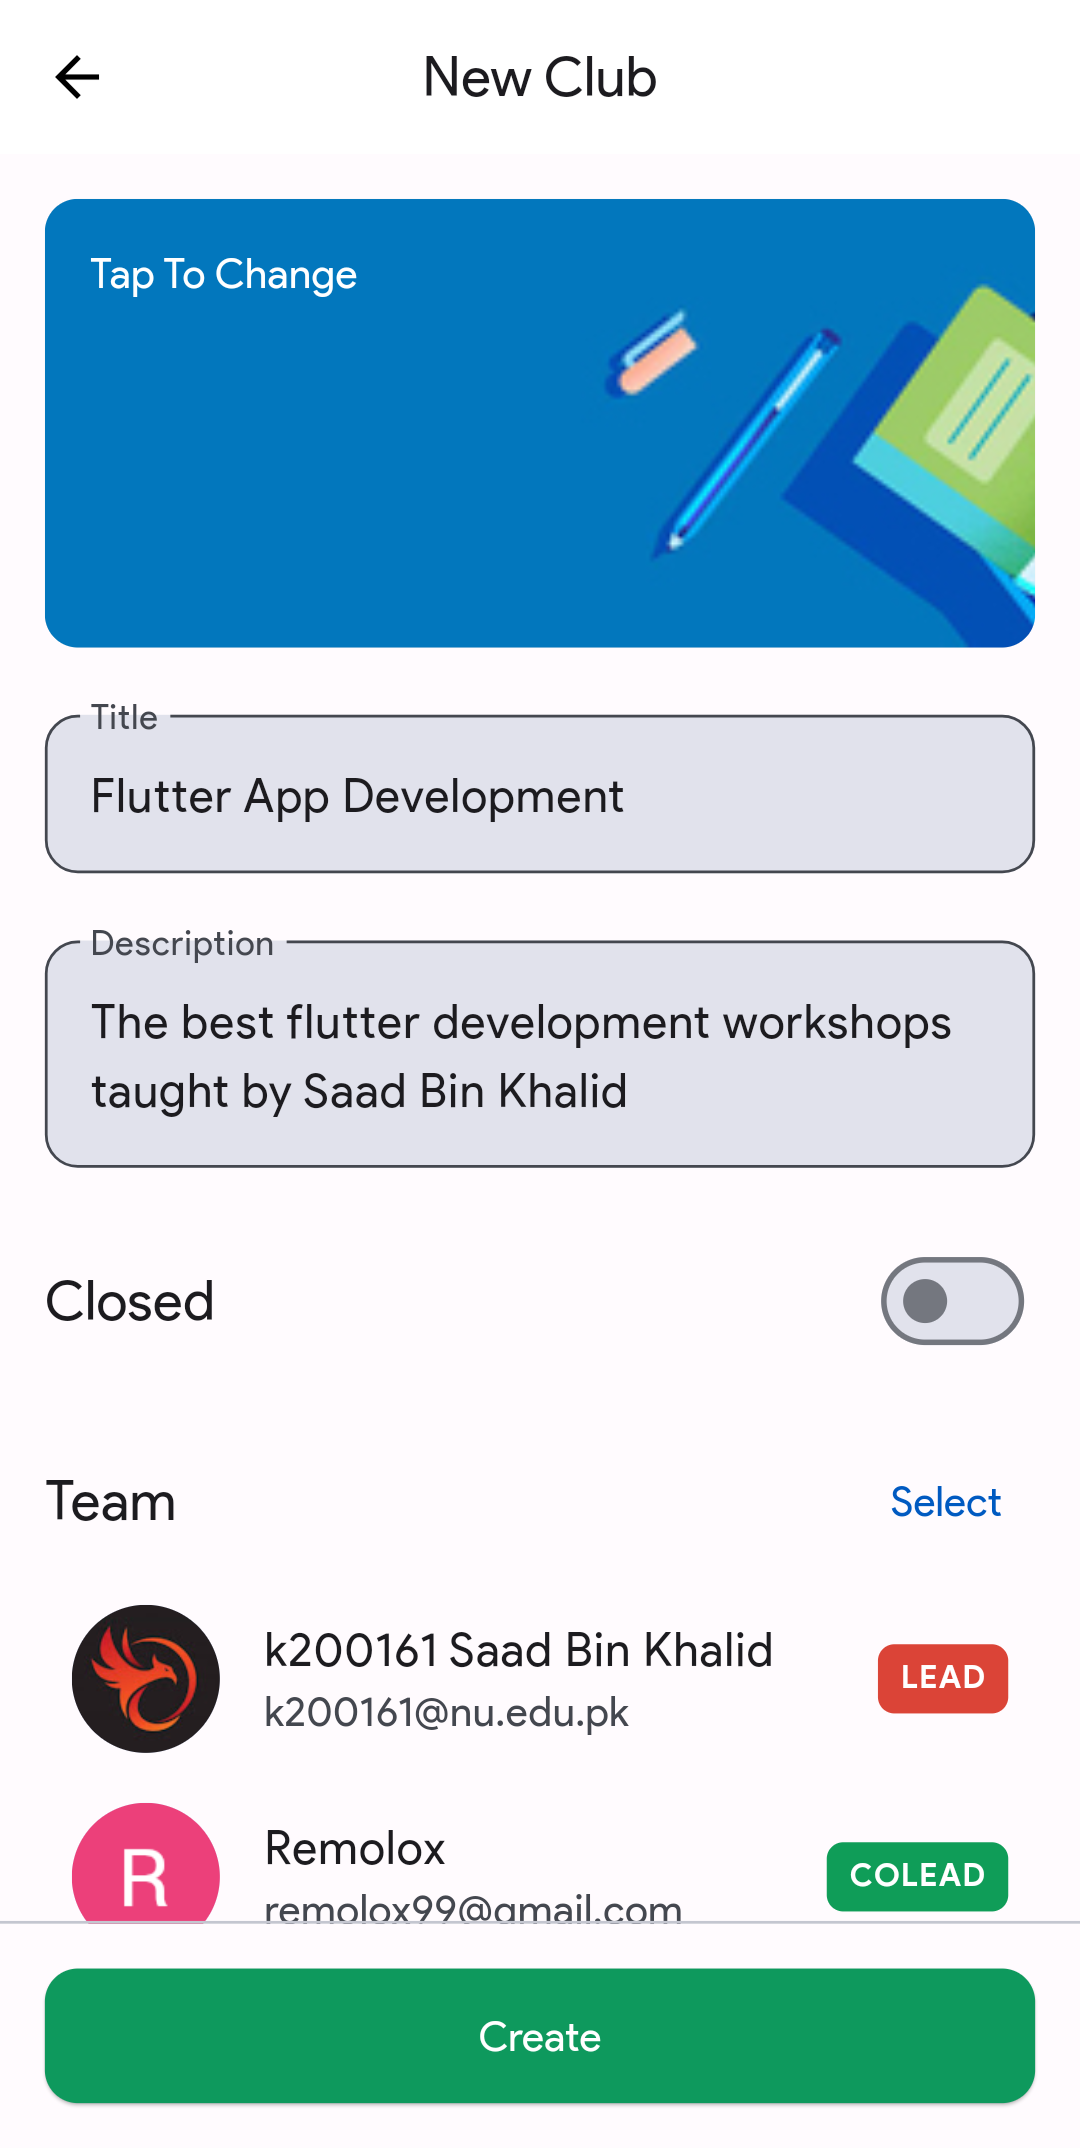 New Club
Tap To Change
Title
Flutter App Development
Description
The best flutter development workshops
taught by Saad Bin Khalid
Closed
Team
Select
k200161 Saad Bin Khalid
k200161@nu.edu.pk
LEAD
R
Remolox
remolox99@gmail.com
COLEAD
Create